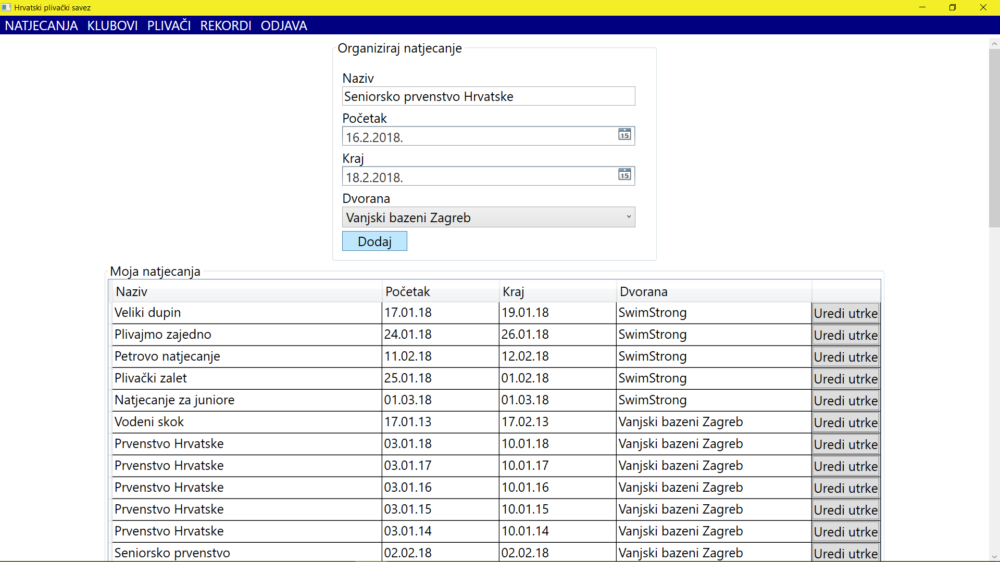 Hrvatski plivački savez
NATJECANJA KLUBOVI PLIVAČI REKORDI ODJAVA
Organiziraj natjecanje
Naziv
Seniorsko prvenstvo Hrvatske
Početak
16.2.2018. 15
Kraj
18.2.2018. 15
Dvorana
Vanjski bazeni Zagreb
Dodaj
Moja natjecanja
Naziv Početak Kraj Dvorana
Veliki dupin 17.01.18 19.01.18 SwimStrong Uredi utrke
Plivajmo zajedno 24.01.18 26.01.18 SwimStrong Uredi utrke
Petrovo natjecanje 11.02.18 12.02.18 SwimStrong Uredi utrke
Plivački zalet 25.01.18 01.02.18 SwimStrong Uredi utrke
Natjecanje za juniore 01.03.18 01.03.18 SwimStrong Uredi utrke
Vodeni skok 17.01.13 17.02.13 Vanjski bazeni Zagreb Uredi utrke
Prvenstvo Hrvatske 03.01.18 10.01.18 Vanjski bazeni Zagreb Uredi utrke
Prvenstvo Hrvatske 03.01.17 10.01.17 Vanjski bazeni Zagreb Uredi utrke
Prvenstvo Hrvatske 03.01.16 10.01.16 Vanjski bazeni Zagreb Uredi utrke
Prvenstvo Hrvatske 03.01.15 10.01.15 Vanjski bazeni Zagreb Uredi utrke
Prvenstvo Hrvatske 03.01.14 10.01.14 Vanjski bazeni Zagreb Uredi utrke
Seniorsko prvenstvo 02.02.18 02.02.18 Vanjski bazeni Zagreb Uredi utrke